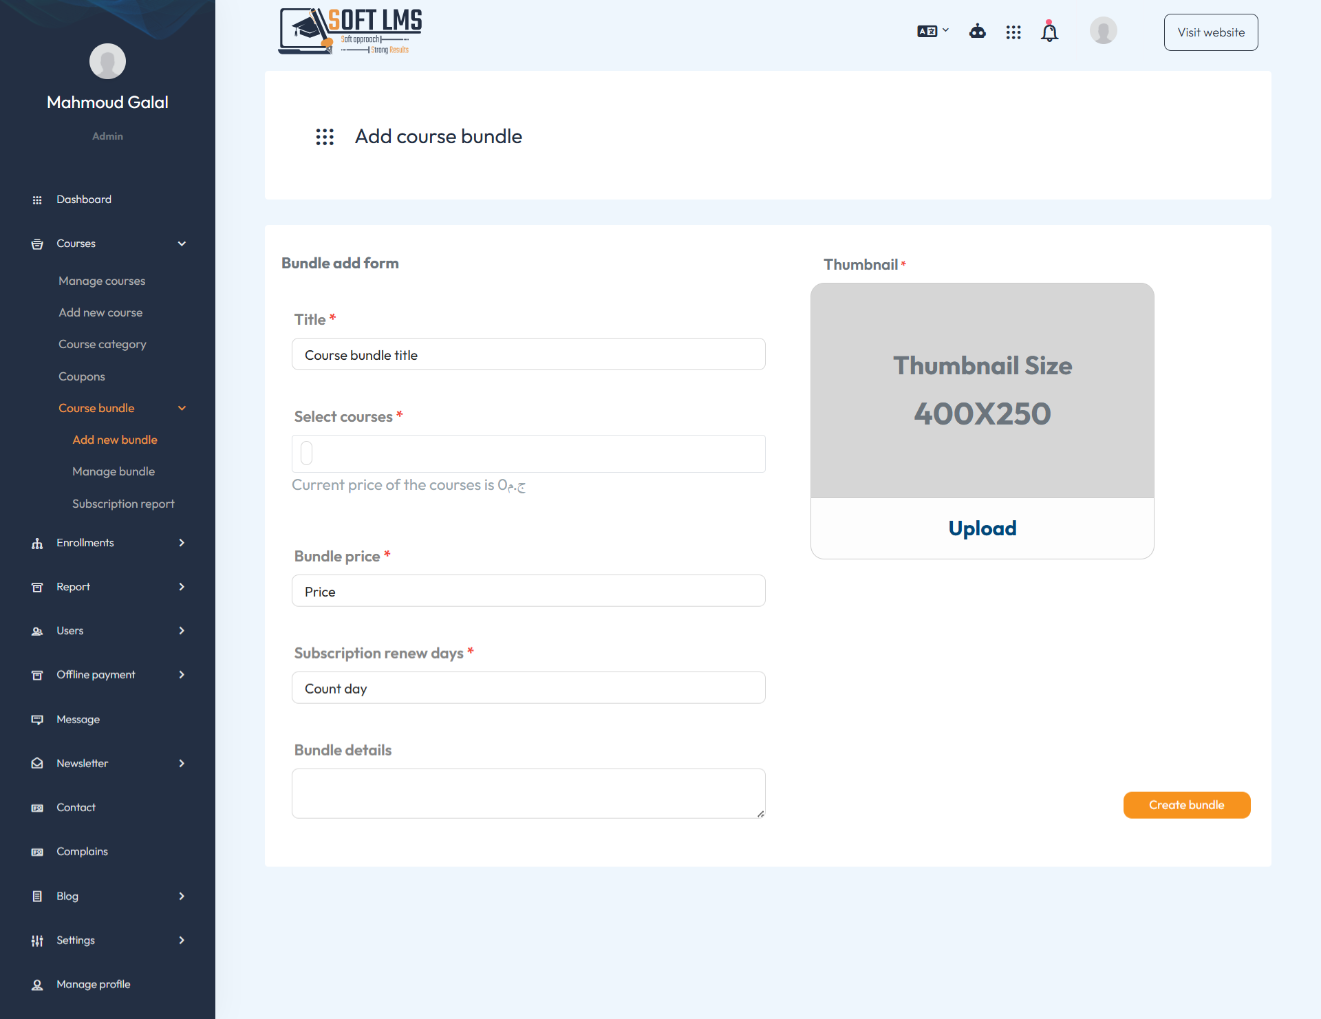 Mahmoud Galal
Admin
Dashboard
Courses
Manage courses
Add new course
Course category
Coupons
Course bundle
Add new bundle
Manage bundle
Subscription report
Enrollments
Report
Users
Offline payment
Message
Newsletter
Contact
Complains
Blog
Settings
Manage profile
SOFT LMS
Soft approach
Strong Results
Visit website
Add course bundle
Bundle add form
Title *
Course bundle title
Select courses *
Current price of the courses is 0ج.م
Bundle price *
Price
Subscription renew days *
Count day
Bundle details
Thumbnail *
Thumbnail Size
400X250
Upload
Create bundle